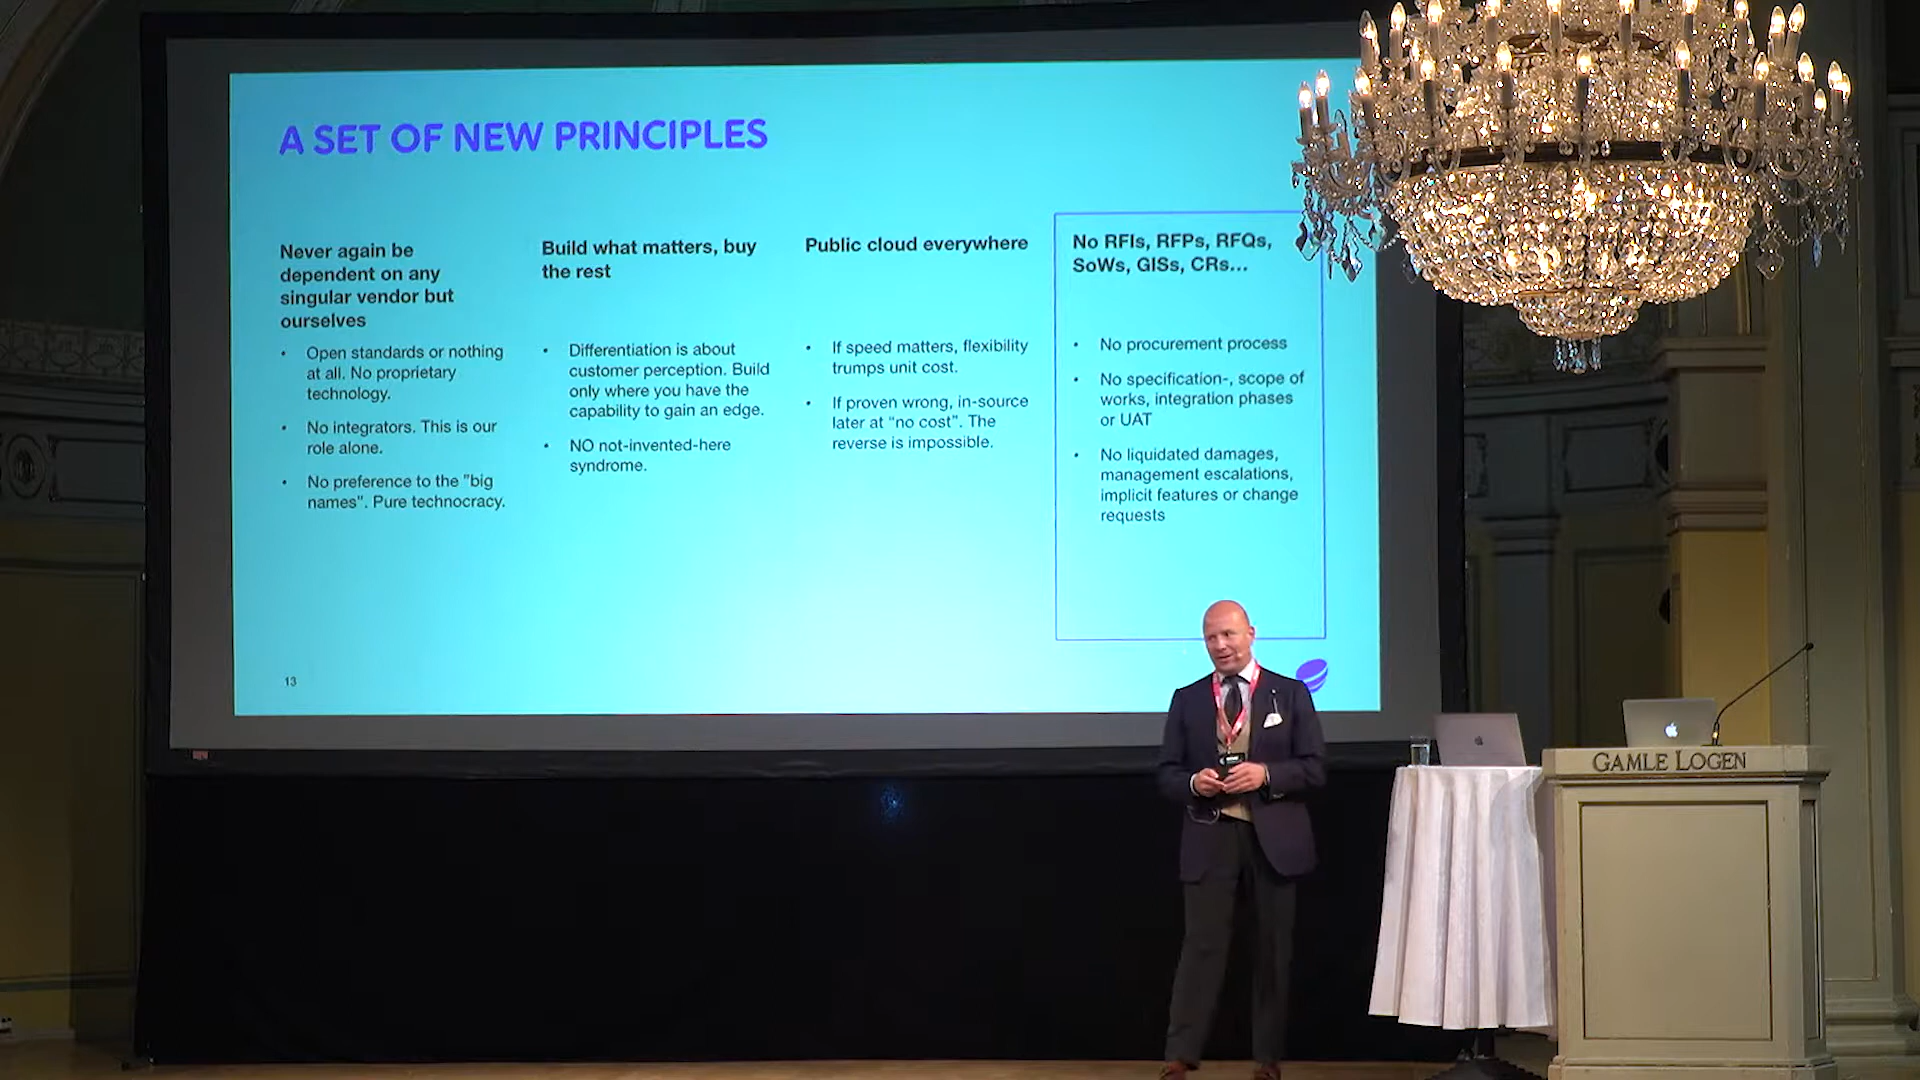 A SET OF NEW PRINCIPLES
Never again be
dependent on any
singular vendor but
ourselves
• Open standards or nothing
at all. No proprietary
technology.
• No integrators. This is our
role alone.
• No preference to the "big
names". Pure technocracy.
Build what matters, buy
the rest
• Differentiation is about
customer perception. Build
only where you have the
capability to gain an edge.
• NO not-invented-here
syndrome.
Public cloud everywhere
• If speed matters, flexibility
trumps unit cost.
• If proven wrong, in-source
later at “no cost”. The
reverse is impossible.
No RFIs, RFPs, RFQs,
SoWs, GISs, CRs...
• No procurement process
• No specification-, scope of
works, integration phases
or UAT
• No liquidated damages,
management escalations,
implicit features or change
requests
13
GAMLE LOGEN